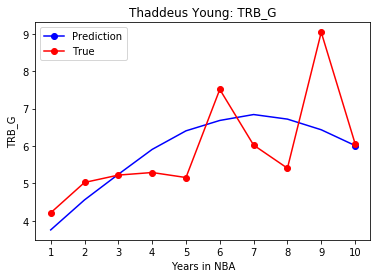 Thaddeus Young: TRB_G
Prediction
True
9
8
7
6
5
4
TRB_G
1 2 3 4 5 6 7 8 9 10
Years in NBA